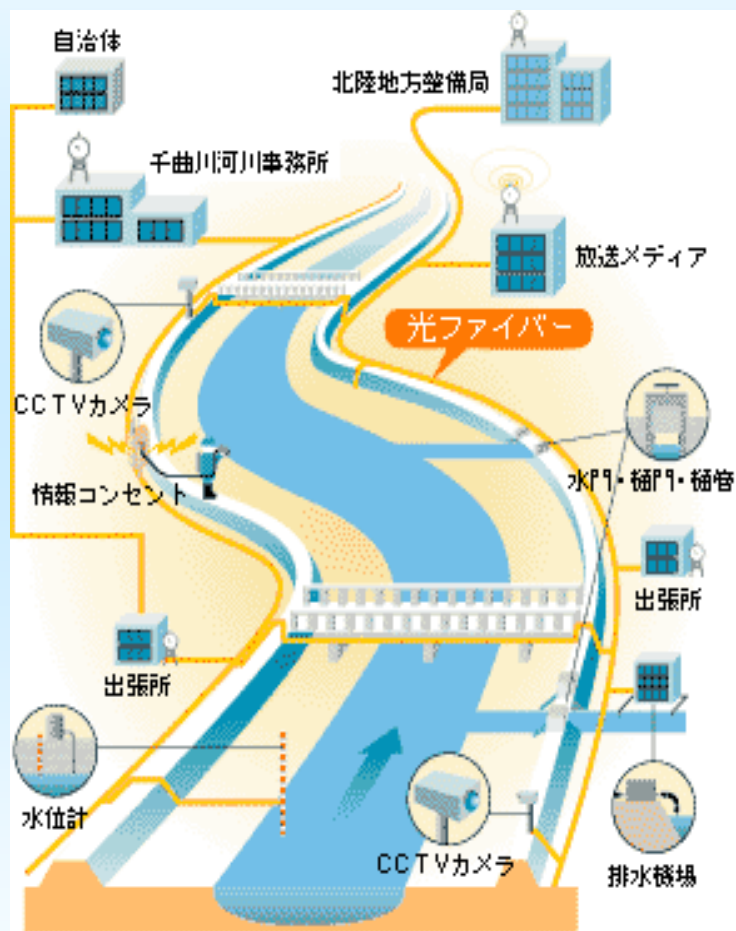 自治体
北陸地方整備局
千曲川河川事務所
放送メディア
光ファイバー
CCTVカメラ
水門・樋門・樋管
情報コンセント
出張所
出張所
水位計
CCTVカメラ
排水機場